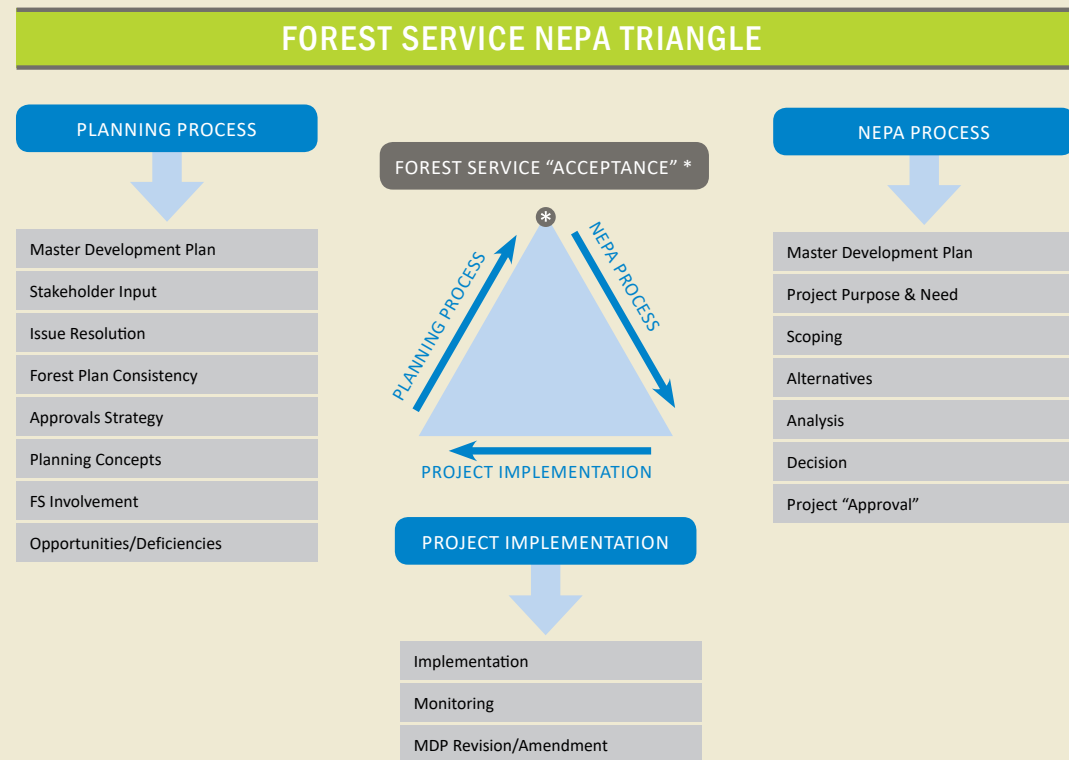 FOREST SERVICE NEPA TRIANGLE
PLANNING PROCESS
Master Development Plan
Stakeholder Input
Issue Resolution
Forest Plan Consistency
Approvals Strategy
Planning Concepts
FS Involvement
Opportunities/Deficiencies
FOREST SERVICE “ACCEPTANCE” *
*
PLANNING PROCESS
NEPA PROCESS
PROJECT IMPLEMENTATION
PROJECT IMPLEMENTATION
Implementation
Monitoring
MDP Revision/Amendment
NEPA PROCESS
Master Development Plan
Project Purpose & Need
Scoping
Alternatives
Analysis
Decision
Project “Approval”